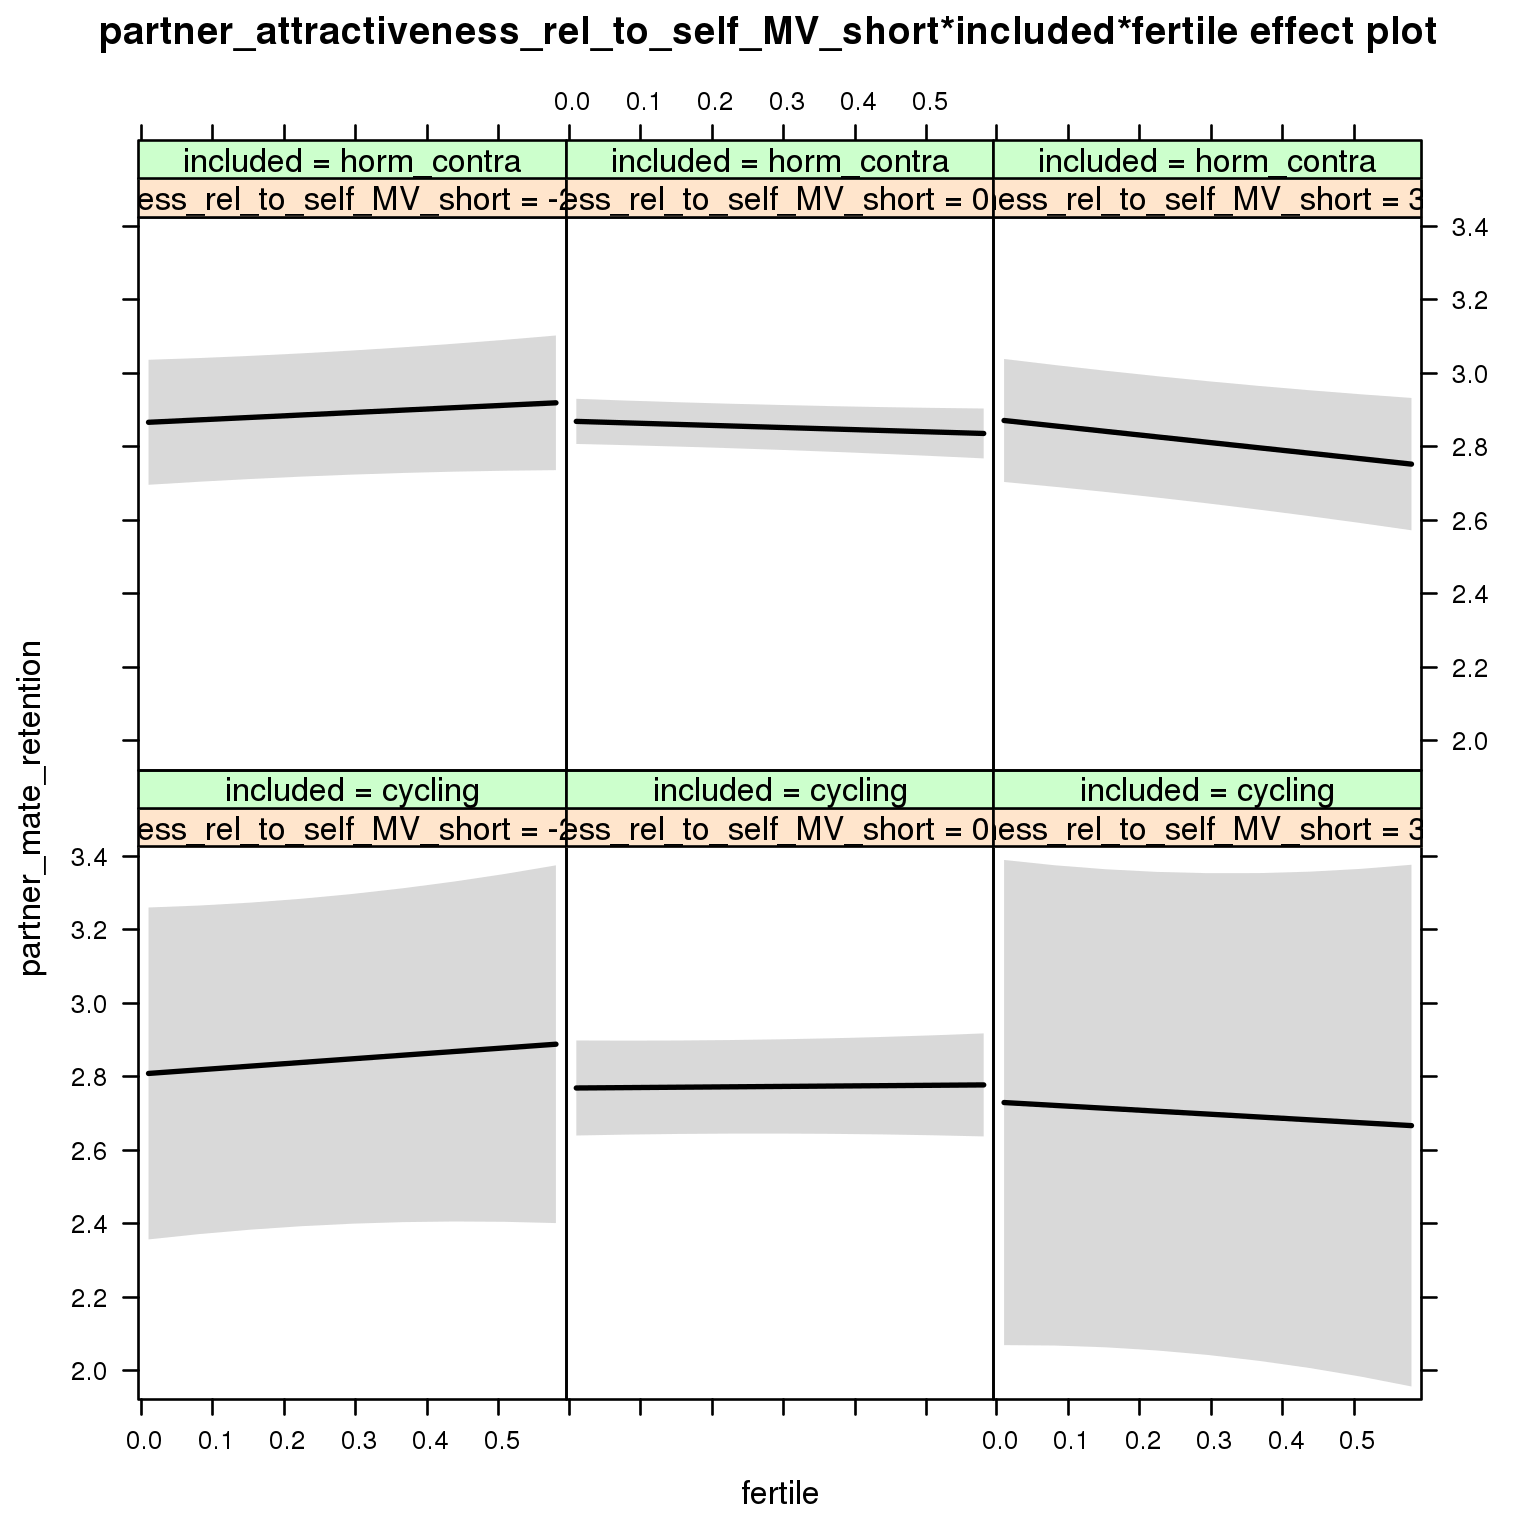 partner_attractiveness_rel_to_self_MV_short*included*fertile effect plot
0.0 0.1 0.2 0.3 0.4 0.5
included = horm_contra included = horm_contra included = horm_contra
ess_rel_to_self_MV_short = -2 ess_rel_to_self_MV_short = 0 ess_rel_to_self_MV_short = 3
3.4
3.2
3.0
2.8
2.6
2.4
2.2
2.0
partner_mate_retention
included = cycling included = cycling included = cycling
ess_rel_to_self_MV_short = -2 ess_rel_to_self_MV_short = 0 ess_rel_to_self_MV_short = 3
3.4
3.2
3.0
2.8
2.6
2.4
2.2
2.0
0.0 0.1 0.2 0.3 0.4 0.5 0.0 0.1 0.2 0.3 0.4 0.5
fertile